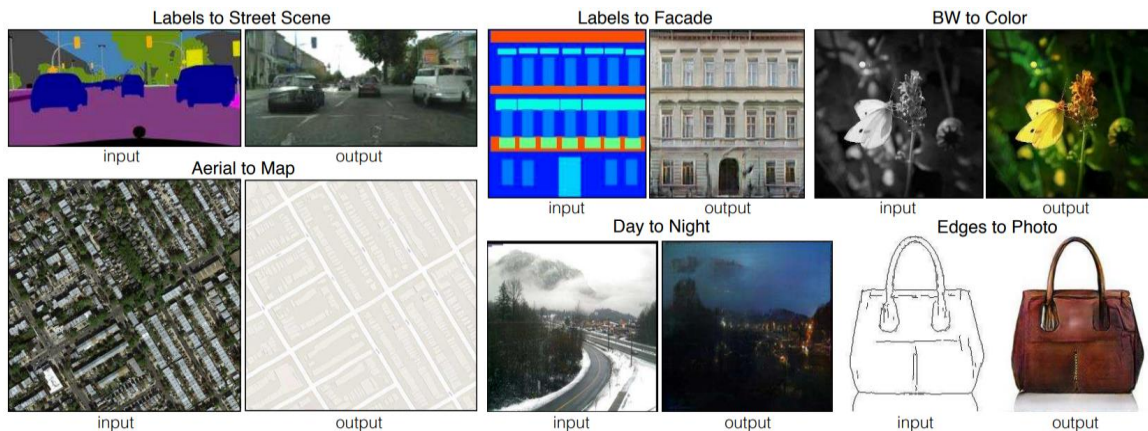 Labels to Street Scene
input
output
Aerial to Map
input
output
Labels to Facade
input
output
BW to Color
input
output
Day to Night
input
output
Edges to Photo
input
output